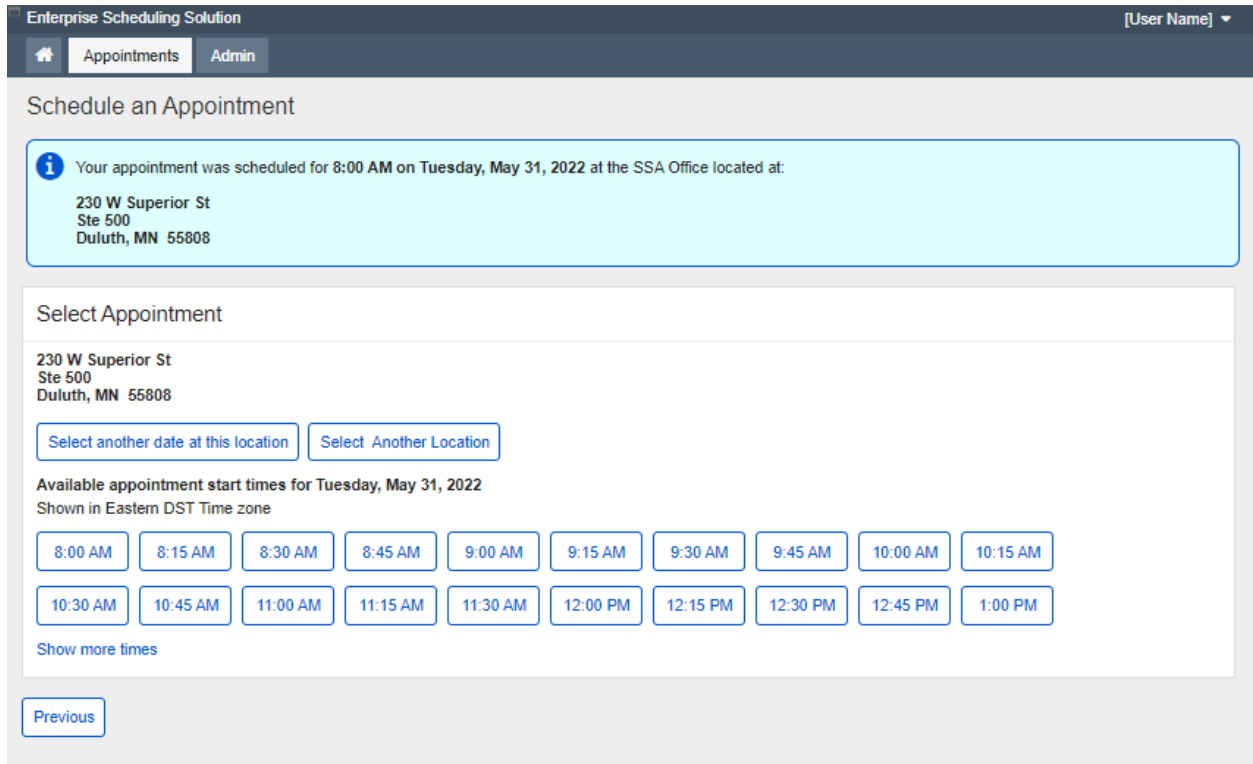 Enterprise Scheduling Solution [User Name]
Appointments Admin
Schedule an Appointment
Your appointment was scheduled for 8:00 AM on Tuesday, May 31, 2022 at the SSA Office located at:
230 W Superior St
Ste 500
Duluth, MN 55808
Select Appointment
230 W Superior St
Ste 500
Duluth, MN 55808
Select another date at this location Select Another Location
Available appointment start times for Tuesday, May 31, 2022
Shown in Eastern DST Time zone
8:00 AM 8:15 AM 8:30 AM 8:45 AM 9:00 AM 9:15 AM 9:30 AM 9:45 AM 10:00 AM 10:15 AM
10:30 AM 10:45 AM 11:00 AM 11:15 AM 11:30 AM 12:00 PM 12:15 PM 12:30 PM 12:45 PM 1:00 PM
Show more times
Previous